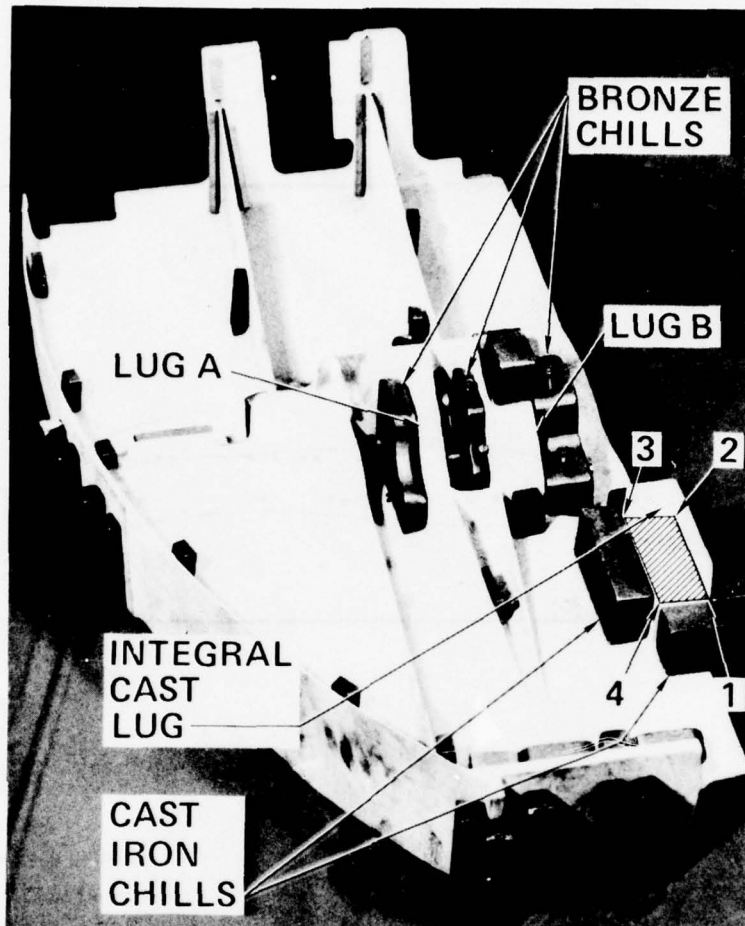 BRONZE
CHILLS
LUG A
LUG B
3
2
INTEGRAL
CAST
LUG
4
1
CAST
IRON
CHILLS